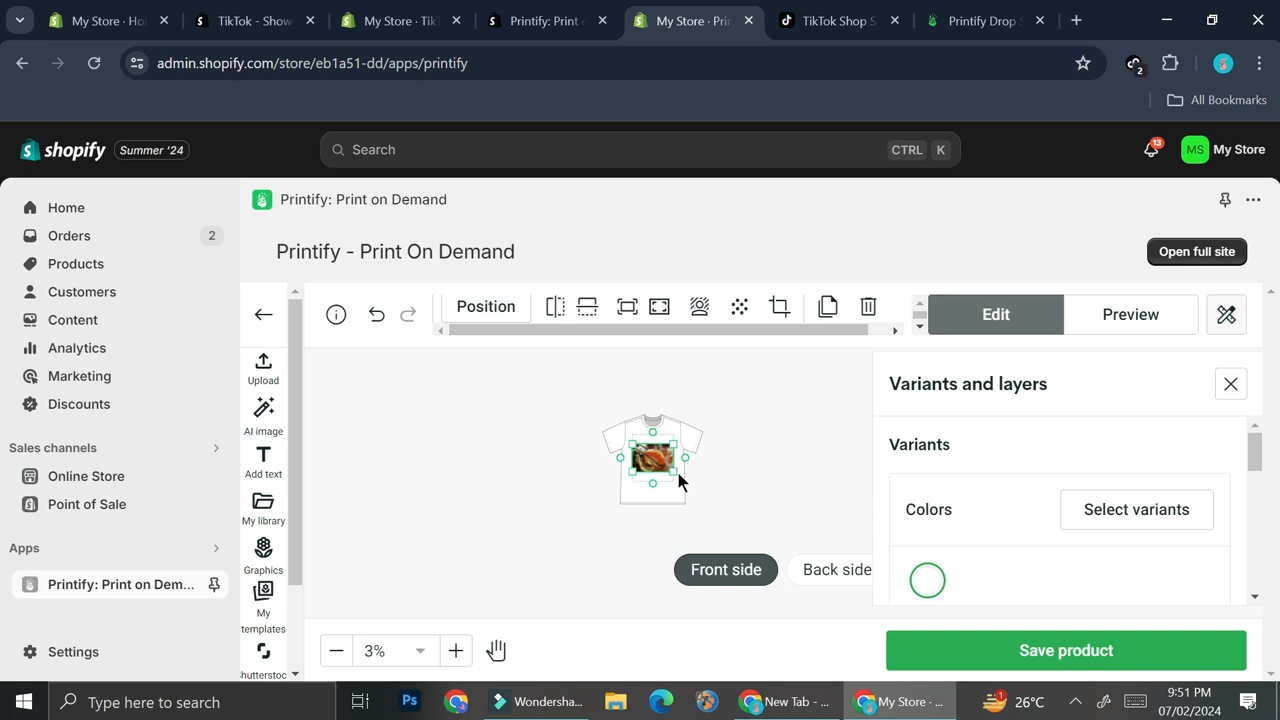 My Store · Ho
TikTok - Show
My Store · Tik
Printify: Print
My Store · Pri
TikTok Shop S
Printify Drop
admin.shopify.com/store/eb1a51-dd/apps/printify
2
All Bookmarks
shopify
Summer '24
Search
CTRL K
13
MS
My Store
Home
Printify: Print on Demand
Orders
2
Printify - Print On Demand
Open full site
Products
Customers
Content
Analytics
Marketing
Discounts
Position
Edit
Preview
Upload
AI image
Add text
My library
Graphics
My
templates
hutterstoc
Variants and layers
Variants
Colors
Select variants
Sales channels
Online Store
Point of Sale
Apps
Printify: Print on Dem...
Settings
Front side
Back side
3%
Save product
Type here to search
Ps
Wondersha...
New Tab - ...
My Store · ...
1
26°C
9:51 PM
07/02/2024